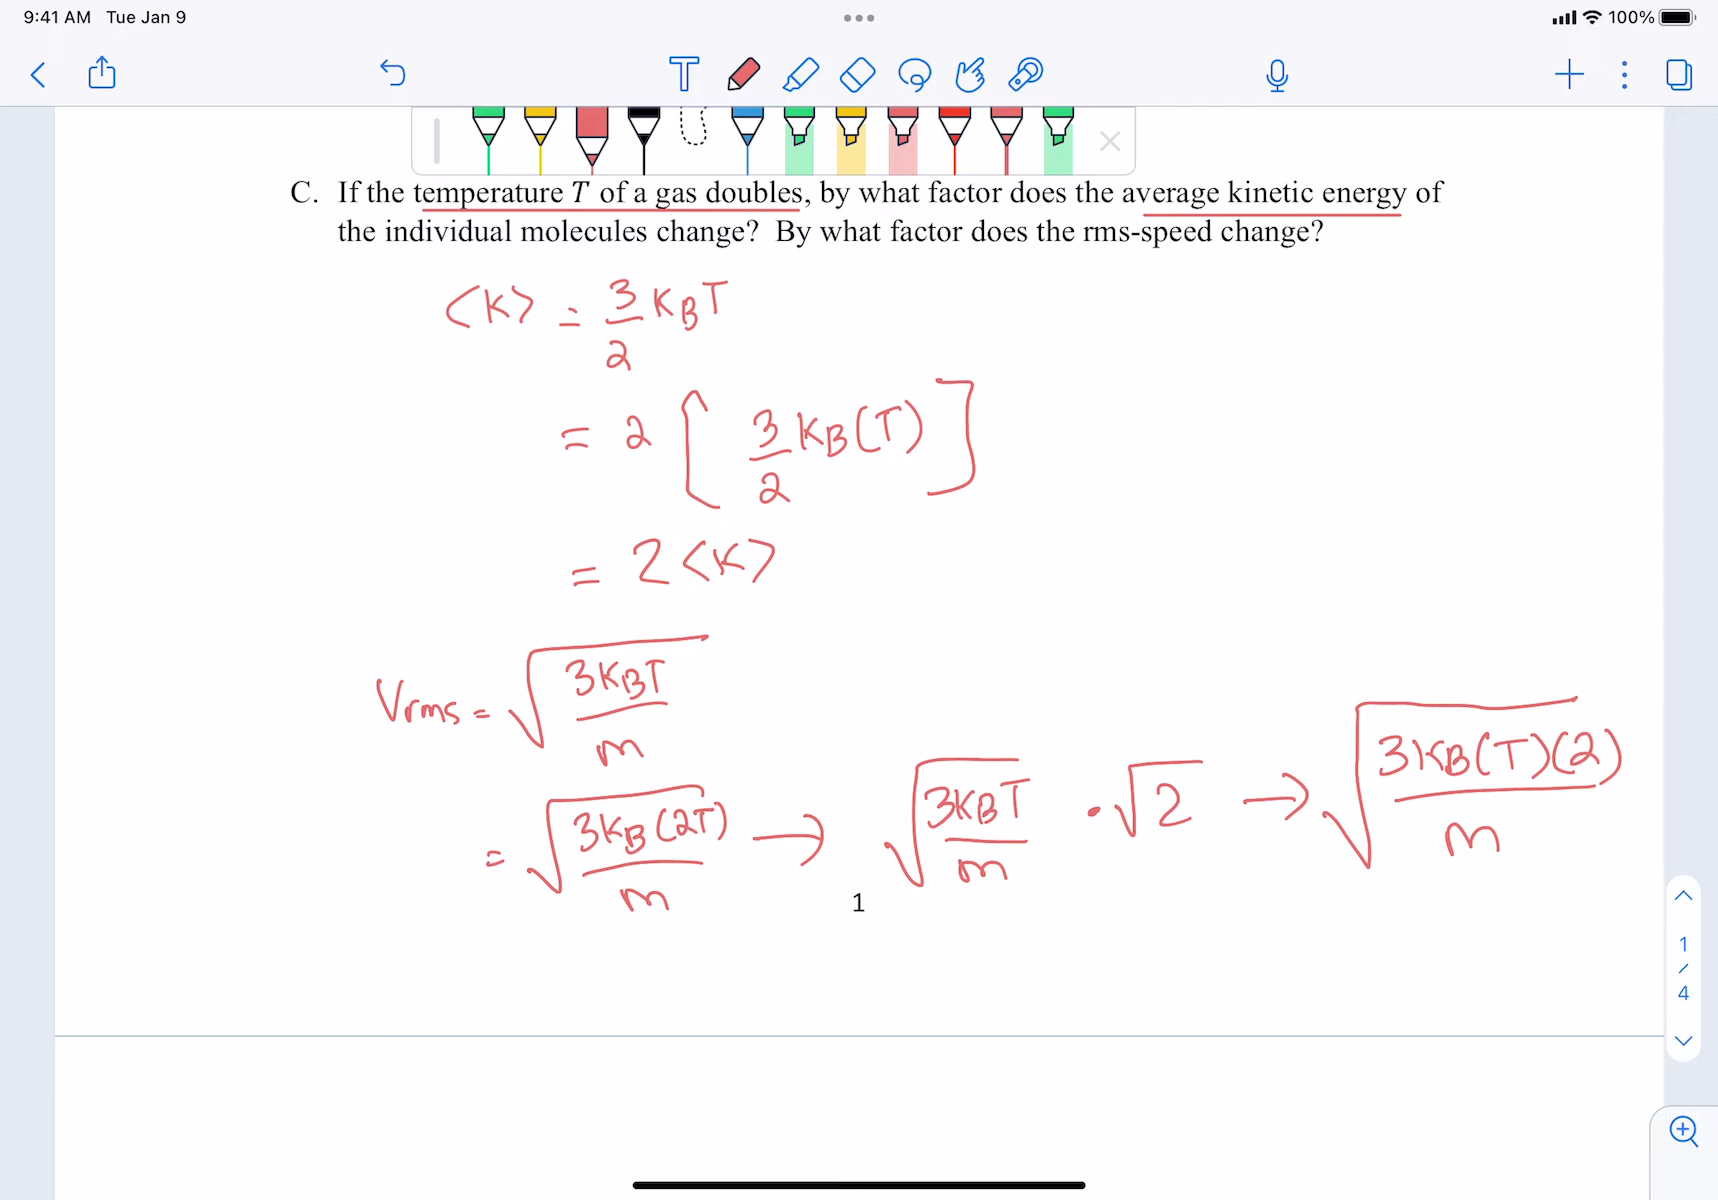 9:41 AM Tue Jan 9
100%
C. If the temperature T of a gas doubles, by what factor does the average kinetic energy of
the individual molecules change? By what factor does the rms-speed change?
⟨K⟩ = 3/2 KBT
= 2 [ 3/2 KB(T) ]
= 2⟨K⟩
Vrms = √(3KBT/m)
= √(3KB(2T)/m) → √(3KBT/m) · √2 → √(3KB(T)(2)/m)
1
1
/
4